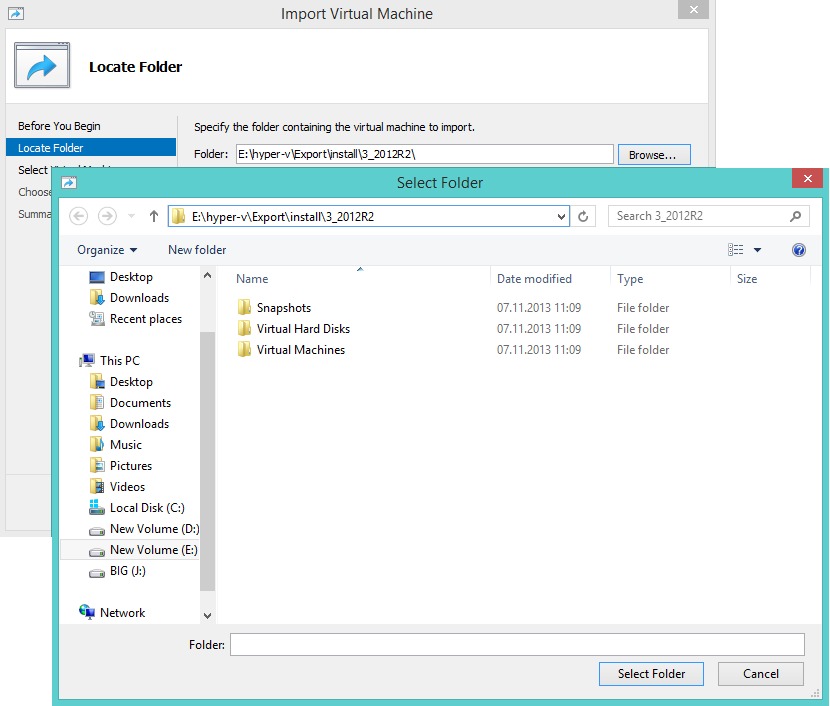 Import Virtual Machine
Locate Folder
Before You Begin
Locate Folder
Specify the folder containing the virtual machine to import.
Folder: E:\hyper-v\Export\install\3_2012R2\ Browse...
Select
Choose
Summa
Select Folder
E:\hyper-v\Export\install\3_2012R2 Search 3_2012R2
Organize New folder
Name Date modified Type Size
Snapshots 07.11.2013 11:09 File folder
Virtual Hard Disks 07.11.2013 11:09 File folder
Virtual Machines 07.11.2013 11:09 File folder
Desktop
Downloads
Recent places
This PC
Desktop
Documents
Downloads
Music
Pictures
Videos
Local Disk (C:)
New Volume (D:)
New Volume (E:)
BIG (J:)
Network
Folder:
Select Folder Cancel